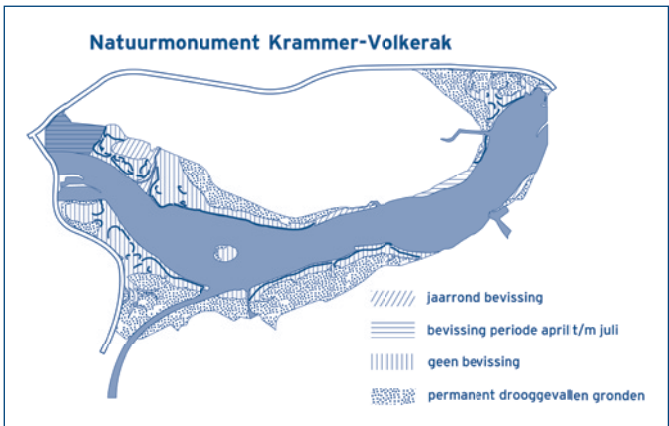 Natuurmonument Krammer-Volkerak
jaarrond bevissing
bevissing periode april t/m juli
geen bevissing
permanent drooggevallen gronden